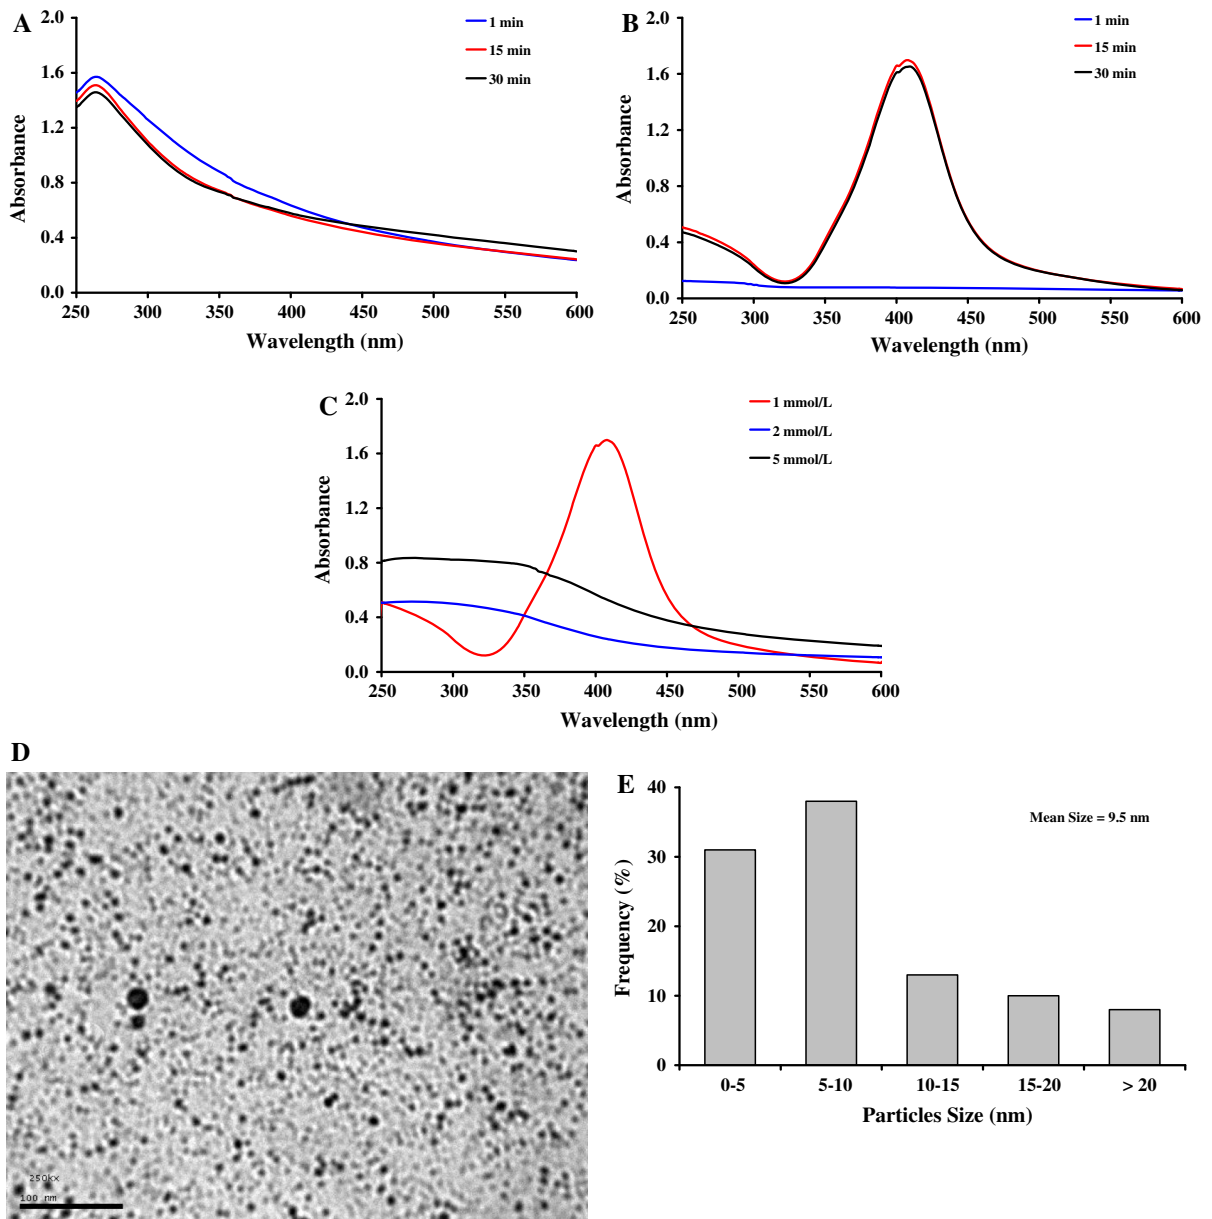 A
2.0
1.6
1.2
0.8
0.4
0.0
Absorbance
250 300 350 400 450 500 550 600
Wavelength (nm)
1 min
15 min
30 min
B
2.0
1.6
1.2
0.8
0.4
0.0
Absorbance
250 300 350 400 450 500 550 600
Wavelength (nm)
1 min
15 min
30 min
C
2.0
1.6
1.2
0.8
0.4
0.0
Absorbance
250 300 350 400 450 500 550 600
Wavelength (nm)
1 mmol/L
2 mmol/L
5 mmol/L
D
250kx
100 nm
E
40
30
20
10
0
Frequency (%)
Mean Size = 9.5 nm
0-5 5-10 10-15 15-20 > 20
Particles Size (nm)